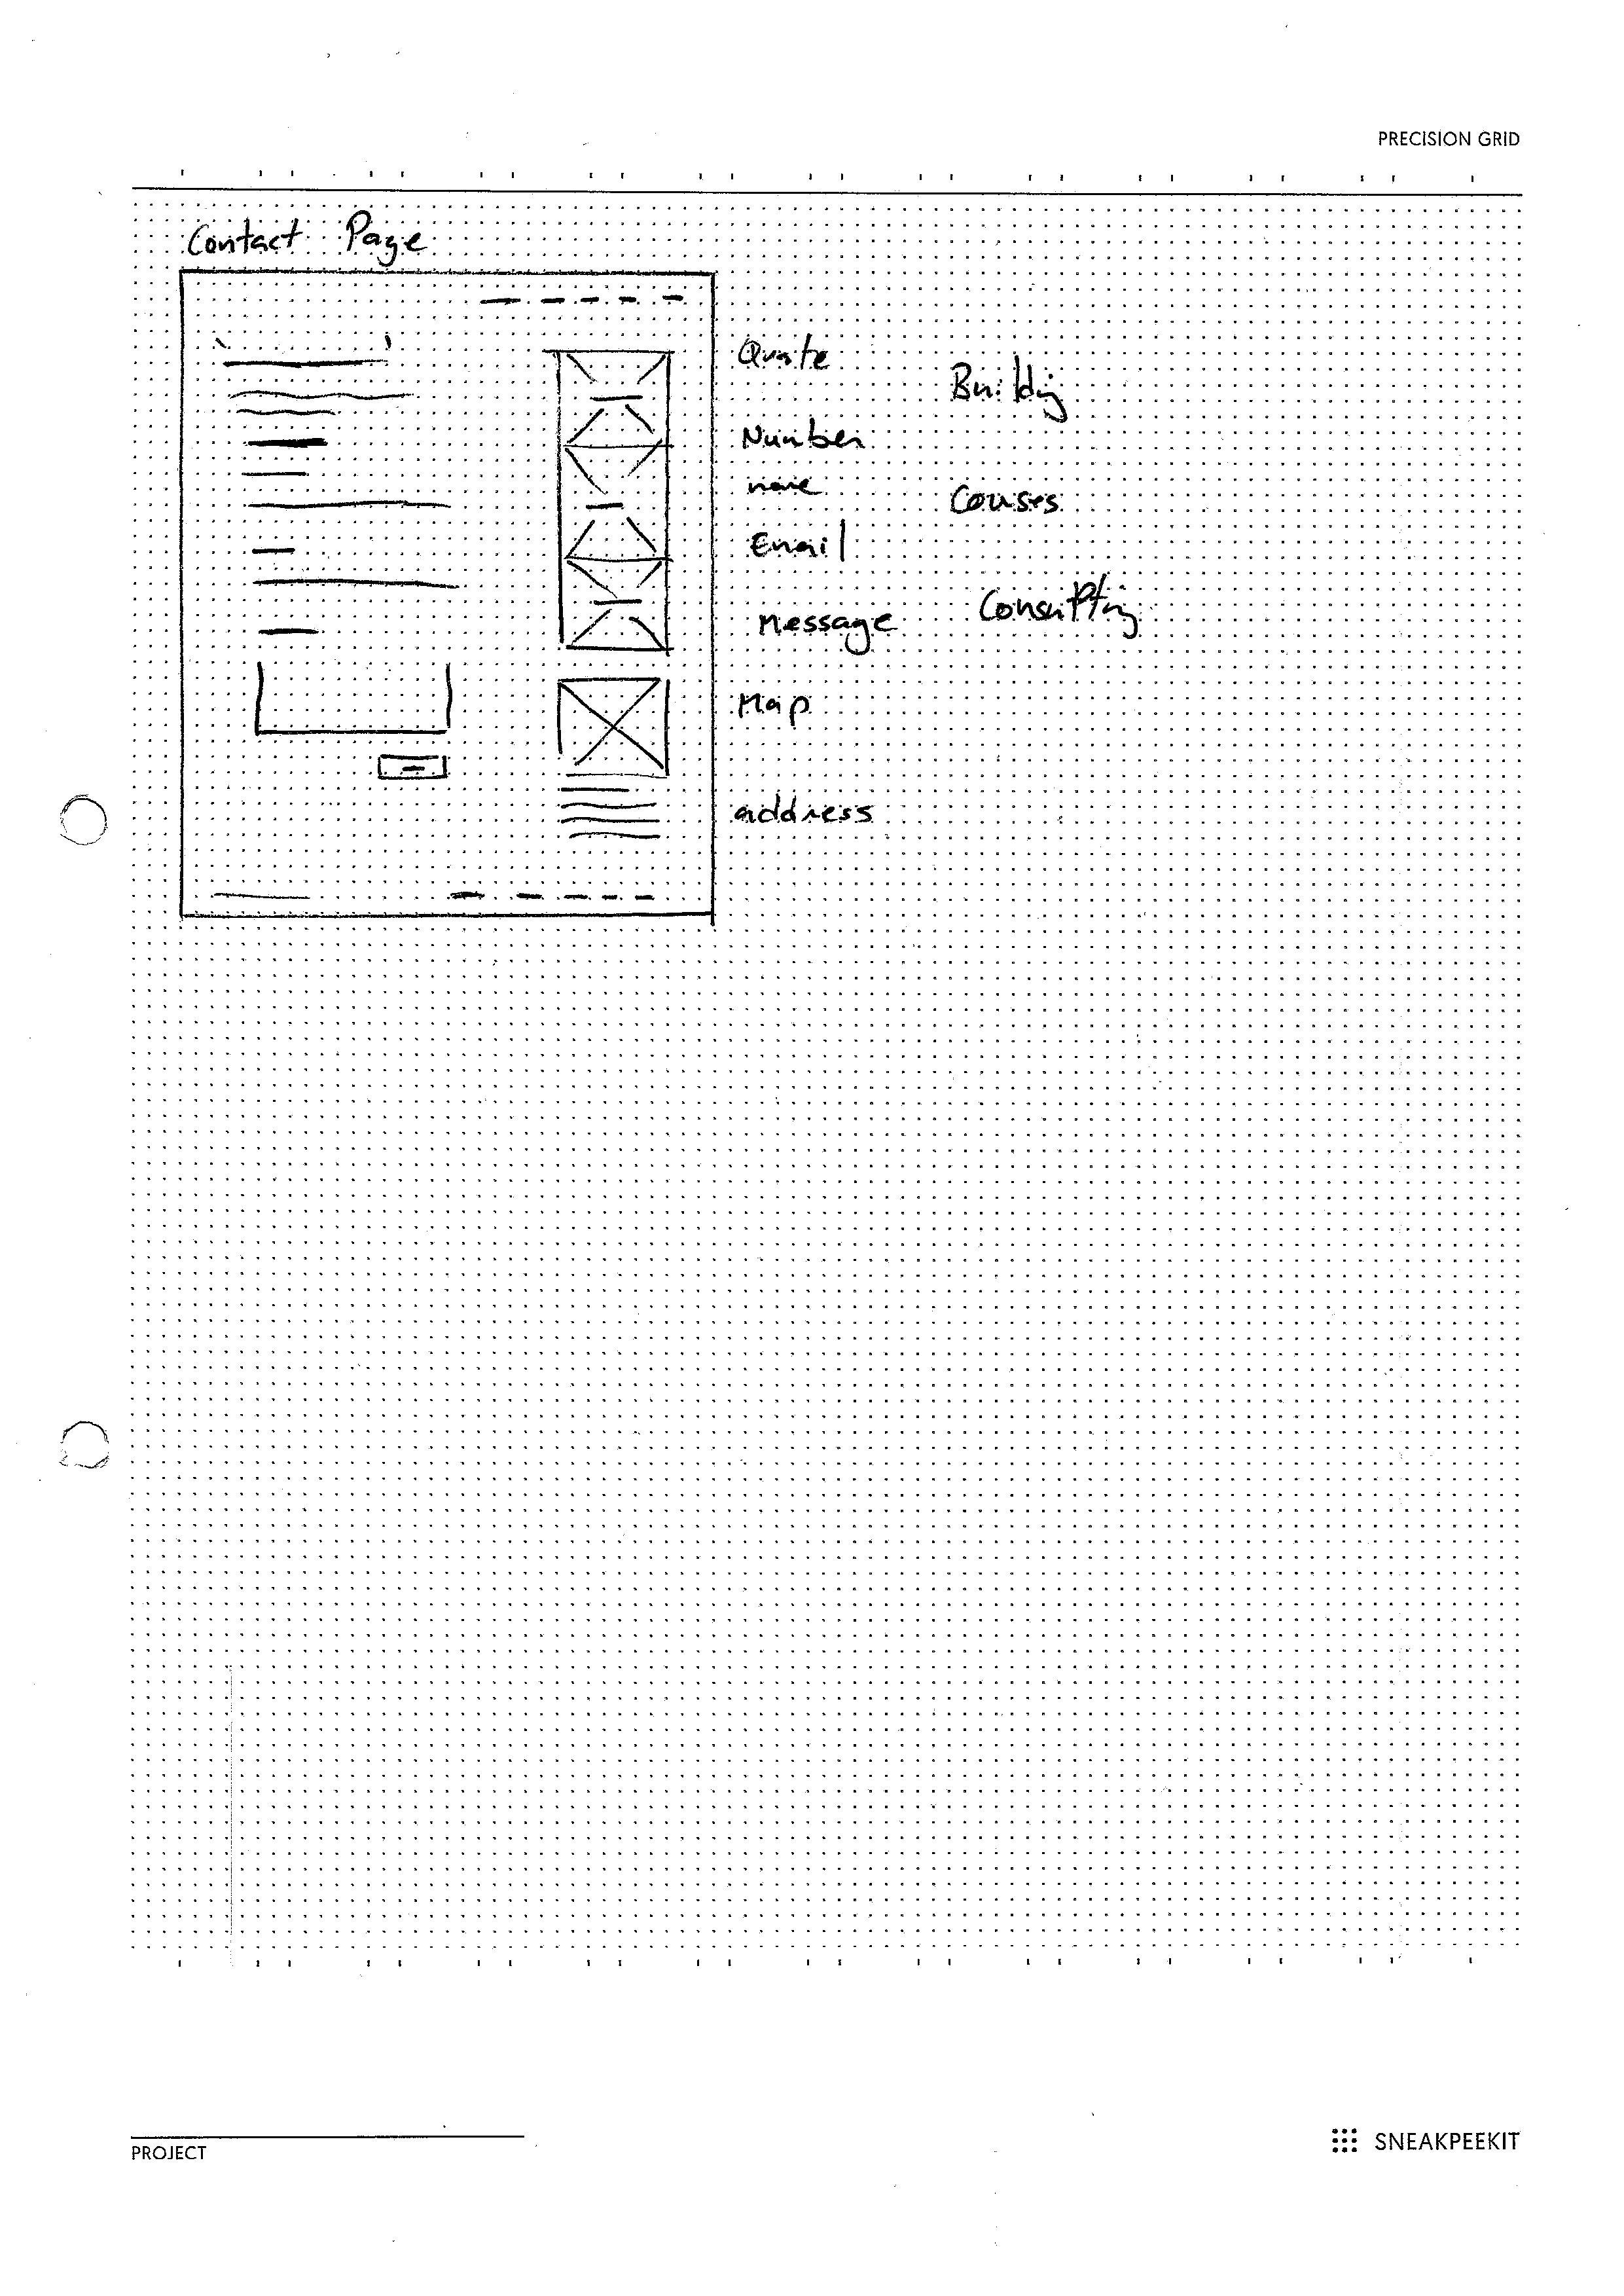 PRECISION GRID
Contact Page
Quote
Building
Number
name
Courses
Email
Consulting
Message
Map
address
PROJECT
SNEAKPEEKIT